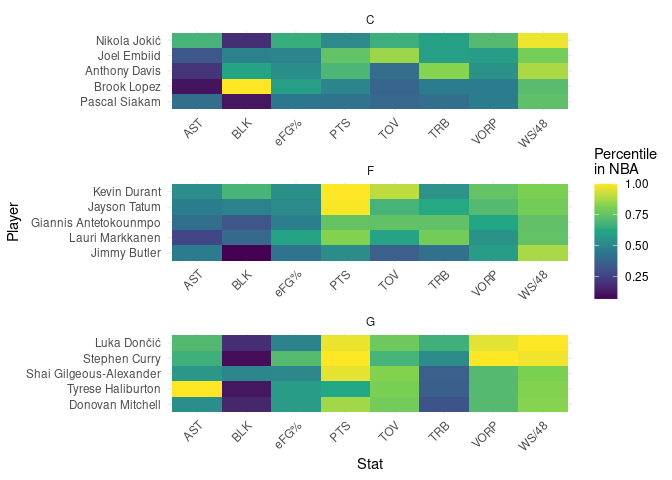 C
Nikola Jokić
Joel Embiid
Anthony Davis
Brook Lopez
Pascal Siakam
AST BLK eFG% PTS TOV TRB VORP WS/48
F
Kevin Durant
Jayson Tatum
Giannis Antetokounmpo
Lauri Markkanen
Jimmy Butler
AST BLK eFG% PTS TOV TRB VORP WS/48
G
Luka Dončić
Stephen Curry
Shai Gilgeous-Alexander
Tyrese Haliburton
Donovan Mitchell
AST BLK eFG% PTS TOV TRB VORP WS/48
Stat
Player
Percentile
in NBA
1.00
0.75
0.50
0.25